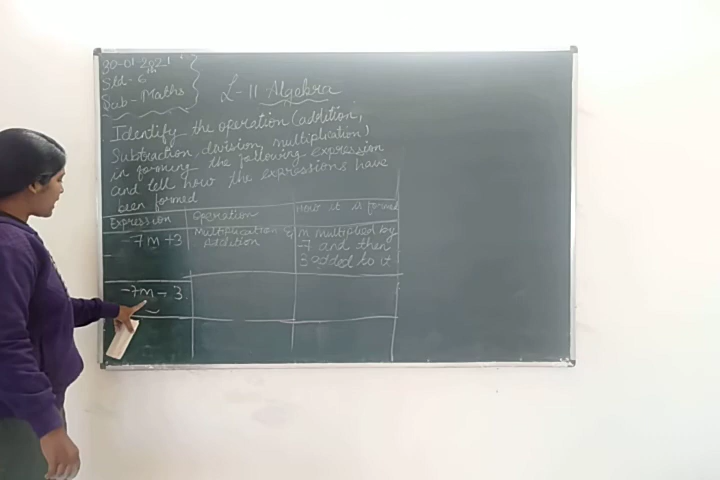 30-01 2021
Std - 6th
Sub - Maths
L - 11 Algebra
Identify the operation (addition,
Subtraction, division, multiplication)
in forming the following expression
and tell how the expressions have
been formed
Expression Operation How it is formed
-7m +3 Multiplication & Addition m multiplied by -7 and then 3 added to it
-7m - 3